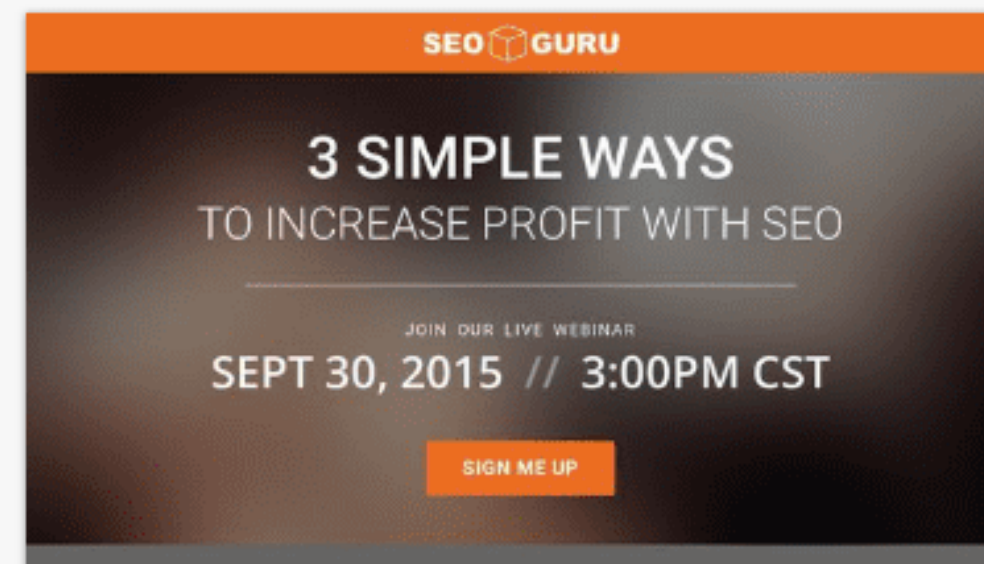 SEO GURU
3 SIMPLE WAYS
TO INCREASE PROFIT WITH SEO
JOIN OUR LIVE WEBINAR
SEPT 30, 2015 // 3:00PM CST
SIGN ME UP